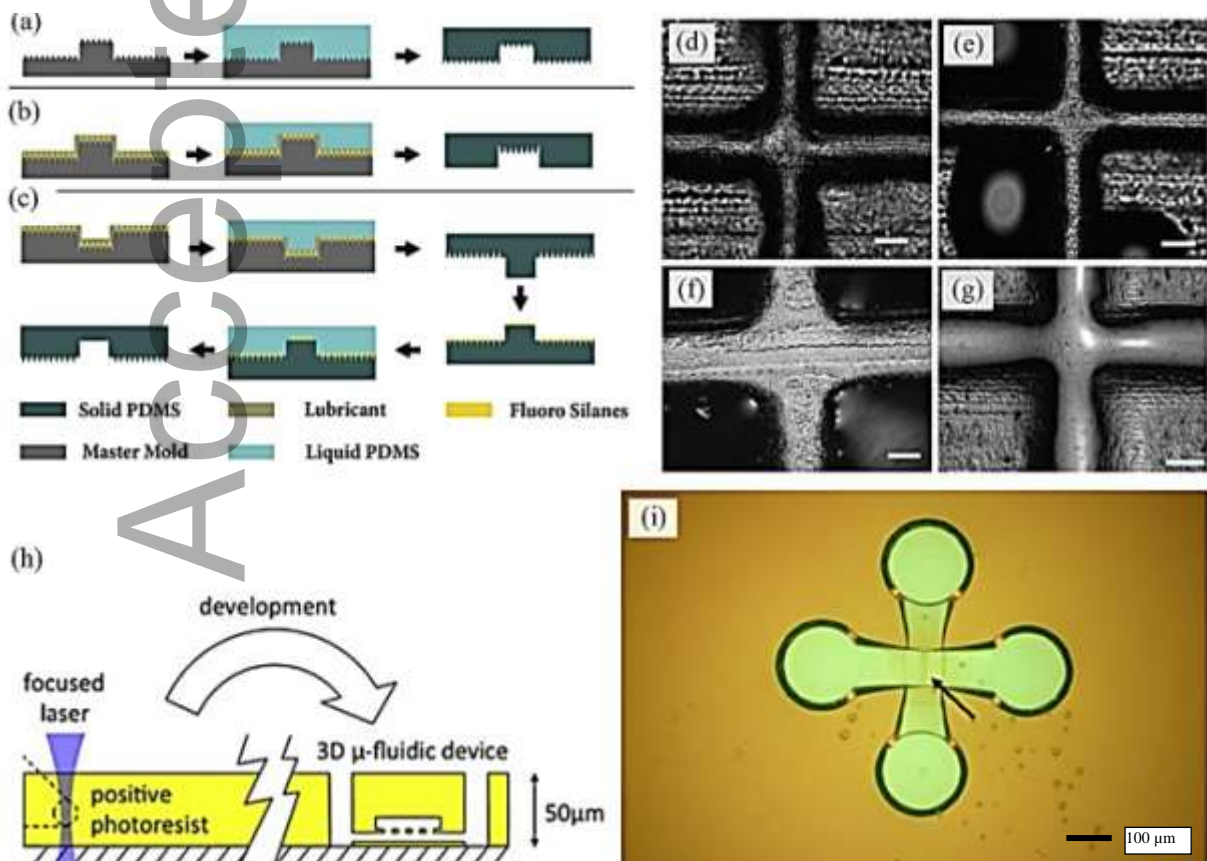 (a)
(b)
(c)
Solid PDMS
Lubricant
Fluoro Silanes
Master Mold
Liquid PDMS
(d)
(e)
(f)
(g)
(h)
development
focused
laser
3D μ-fluidic device
positive
photoresist
50μm
(i)
100 μm